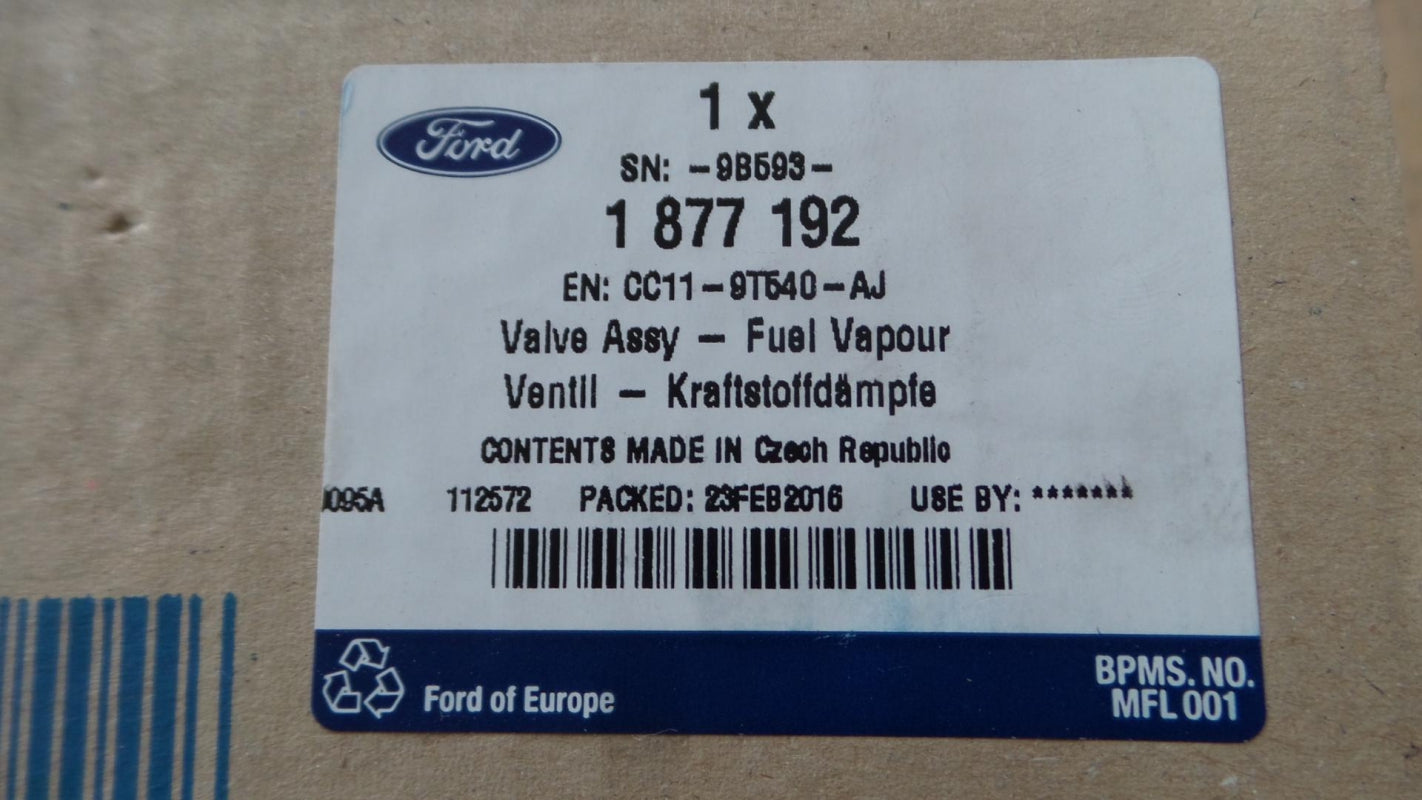 Ford
1 x
SN: -9B593-
1 877 192
EN: CC11-9T540-AJ
Valve Assy - Fuel Vapour
Ventil - Kraftstoffdämpfe
CONTENTS MADE IN Czech Republic
095A 112572 PACKED: 23FEB2016 USE BY: *******
Ford of Europe
BPMS. NO.
MFL 001